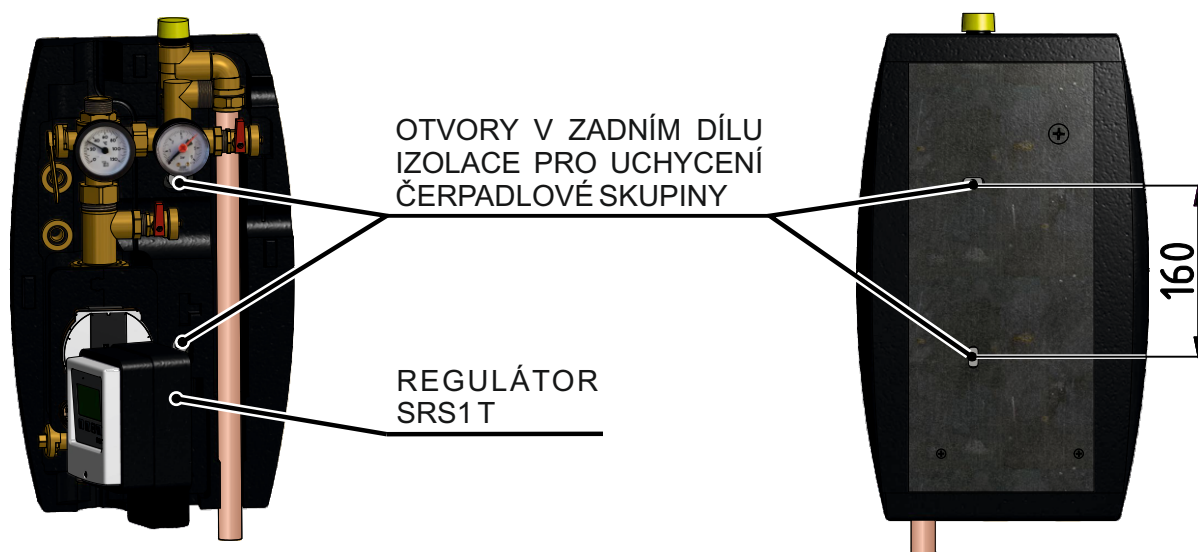 OTVORY V ZADNÍM DÍLU
IZOLACE PRO UCHYCENÍ
ČERPADLOVÉ SKUPINY
160
REGULÁTOR
SRS1 T